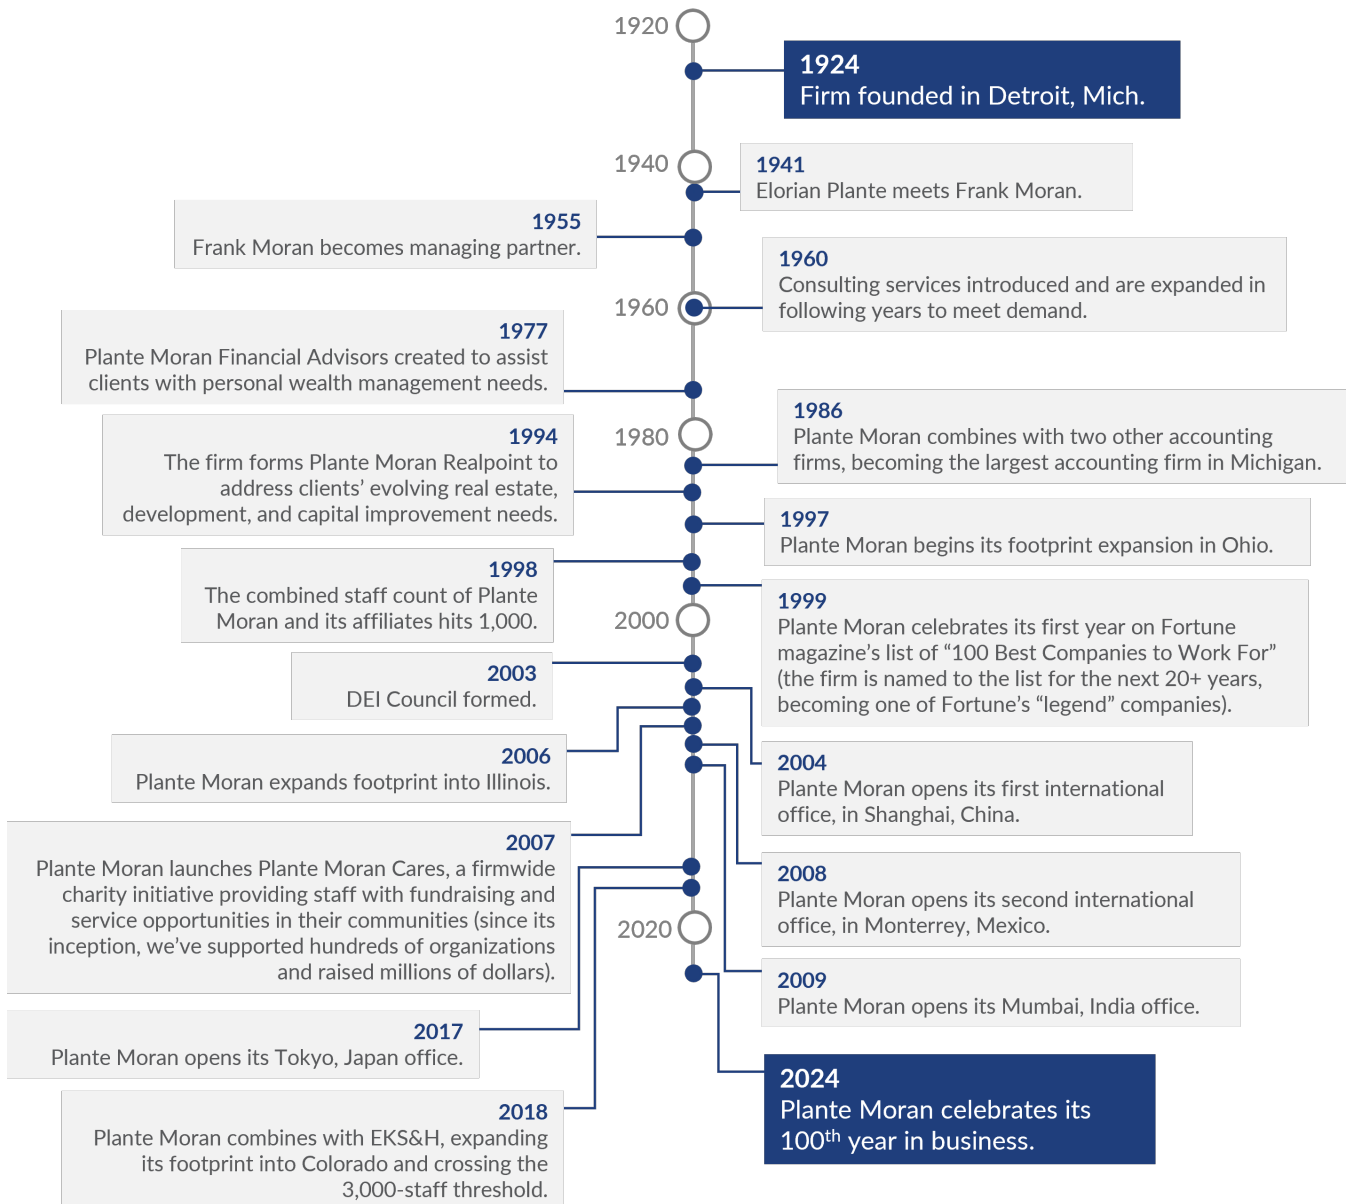 1920
1924
Firm founded in Detroit, Mich.
1940
1941
Elorian Plante meets Frank Moran.
1955
Frank Moran becomes managing partner.
1960
Consulting services introduced and are expanded in
following years to meet demand.
1960
1977
Plante Moran Financial Advisors created to assist
clients with personal wealth management needs.
1980
1986
Plante Moran combines with two other accounting
firms, becoming the largest accounting firm in Michigan.
1994
The firm forms Plante Moran Realpoint to
address clients’ evolving real estate,
development, and capital improvement needs.
1997
Plante Moran begins its footprint expansion in Ohio.
1998
The combined staff count of Plante
Moran and its affiliates hits 1,000.
1999
Plante Moran celebrates its first year on Fortune
magazine’s list of “100 Best Companies to Work For”
(the firm is named to the list for the next 20+ years,
becoming one of Fortune’s “legend” companies).
2000
2003
DEI Council formed.
2004
Plante Moran opens its first international
office, in Shanghai, China.
2006
Plante Moran expands footprint into Illinois.
2007
Plante Moran launches Plante Moran Cares, a firmwide
charity initiative providing staff with fundraising and
service opportunities in their communities (since its
inception, we’ve supported hundreds of organizations
and raised millions of dollars).
2008
Plante Moran opens its second international
office, in Monterrey, Mexico.
2009
Plante Moran opens its Mumbai, India office.
2020
2017
Plante Moran opens its Tokyo, Japan office.
2018
Plante Moran combines with EKS&H, expanding
its footprint into Colorado and crossing the
3,000-staff threshold.
2024
Plante Moran celebrates its
100th year in business.